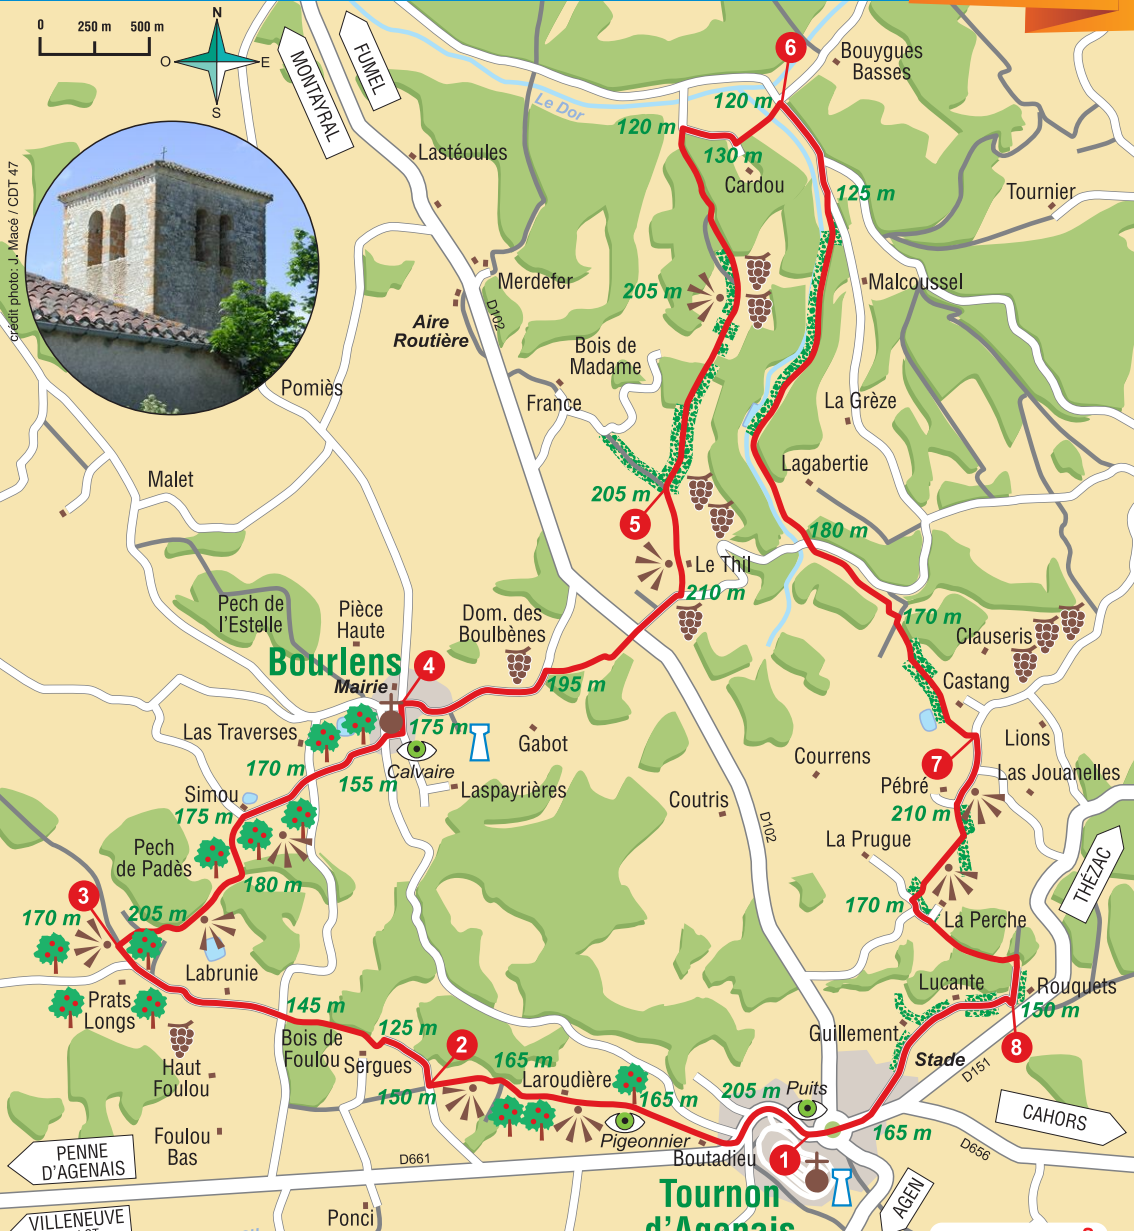 0 250 m 500 m
N
O E
S
MONTAYRAL
FUMEL
Le Dor
6
Bouygues
Basses
120 m
120 m
130 m
Cardou
125 m
Lastéoules
Tournier
crédit photo: J. Macé / CDT 47
Merdefer
D102
205 m
Malcoussel
Aire
Routière
Bois de
Madame
Pomiès
France
La Grèze
Malet
Lagabertie
205 m
5
180 m
Le Thil
210 m
Pech de
l'Estelle
Pièce
Haute
Dom. des
Boulbènes
170 m
Clauseris
Bourlens
4
Mairie
195 m
Castang
Las Traverses
175 m
Gabot
Lions
170 m
155 m
Calvaire
Courrens
7
Las Jouanelles
Simou
Laspayrières
Coutris
Pébré
175 m
D102
210 m
Pech
de Padès
La Prugue
THÉZAC
180 m
3
170 m
205 m
170 m
La Perche
Labrunie
Lucante
Rouquets
Prats
Longs
145 m
150 m
125 m
Guillement
Bois de
Foulou
Sergues
2
165 m
8
Stade
D151
Haut
Foulou
150 m
Laroudière
165 m
205 m
Puits
CAHORS
Foulou
Bas
Pigeonnier
165 m
D656
PENNE
D'AGENAIS
D661
Boutadieu
1
Tournon
d'Agenais
AGEN
VILLENEUVE
Ponci